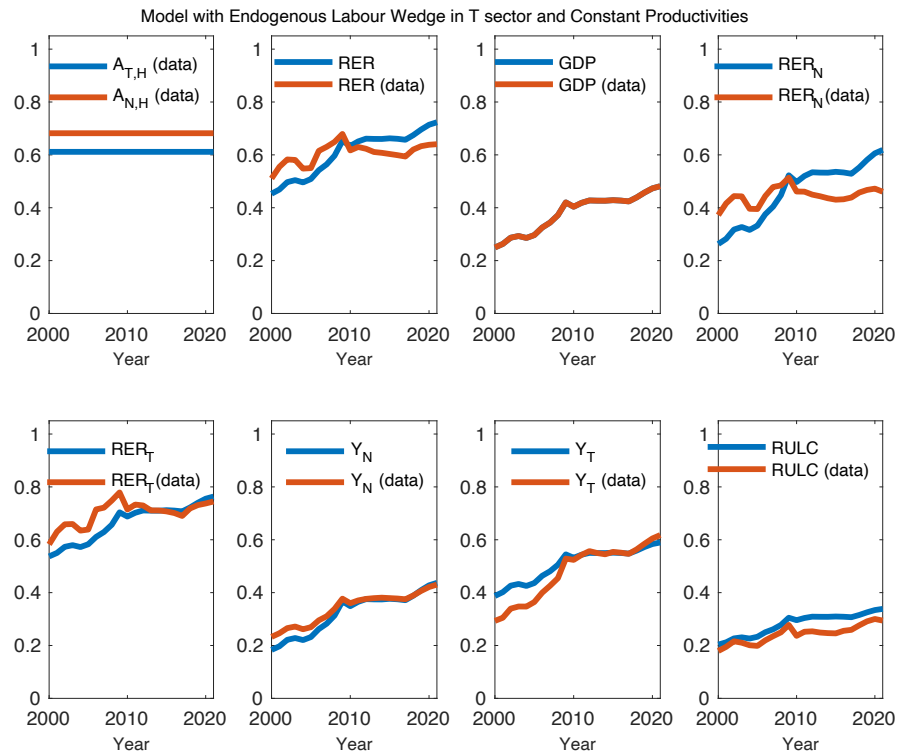 Model with Endogenous Labour Wedge in T sector and Constant Productivities
1
0.8
0.6
0.4
0.2
0
2000 2010 2020
Year
A_T,H (data)
A_N,H (data)
1
0.8
0.6
0.4
0.2
0
2000 2010 2020
Year
RER
RER (data)
1
0.8
0.6
0.4
0.2
0
2000 2010 2020
Year
GDP
GDP (data)
1
0.8
0.6
0.4
0.2
0
2000 2010 2020
Year
RER_N
RER_N(data)
1
0.8
0.6
0.4
0.2
0
2000 2010 2020
Year
RER_T
RER_T(data)
1
0.8
0.6
0.4
0.2
0
2000 2010 2020
Year
Y_N
Y_N (data)
1
0.8
0.6
0.4
0.2
0
2000 2010 2020
Year
Y_T
Y_T (data)
1
0.8
0.6
0.4
0.2
0
2000 2010 2020
Year
RULC
RULC (data)